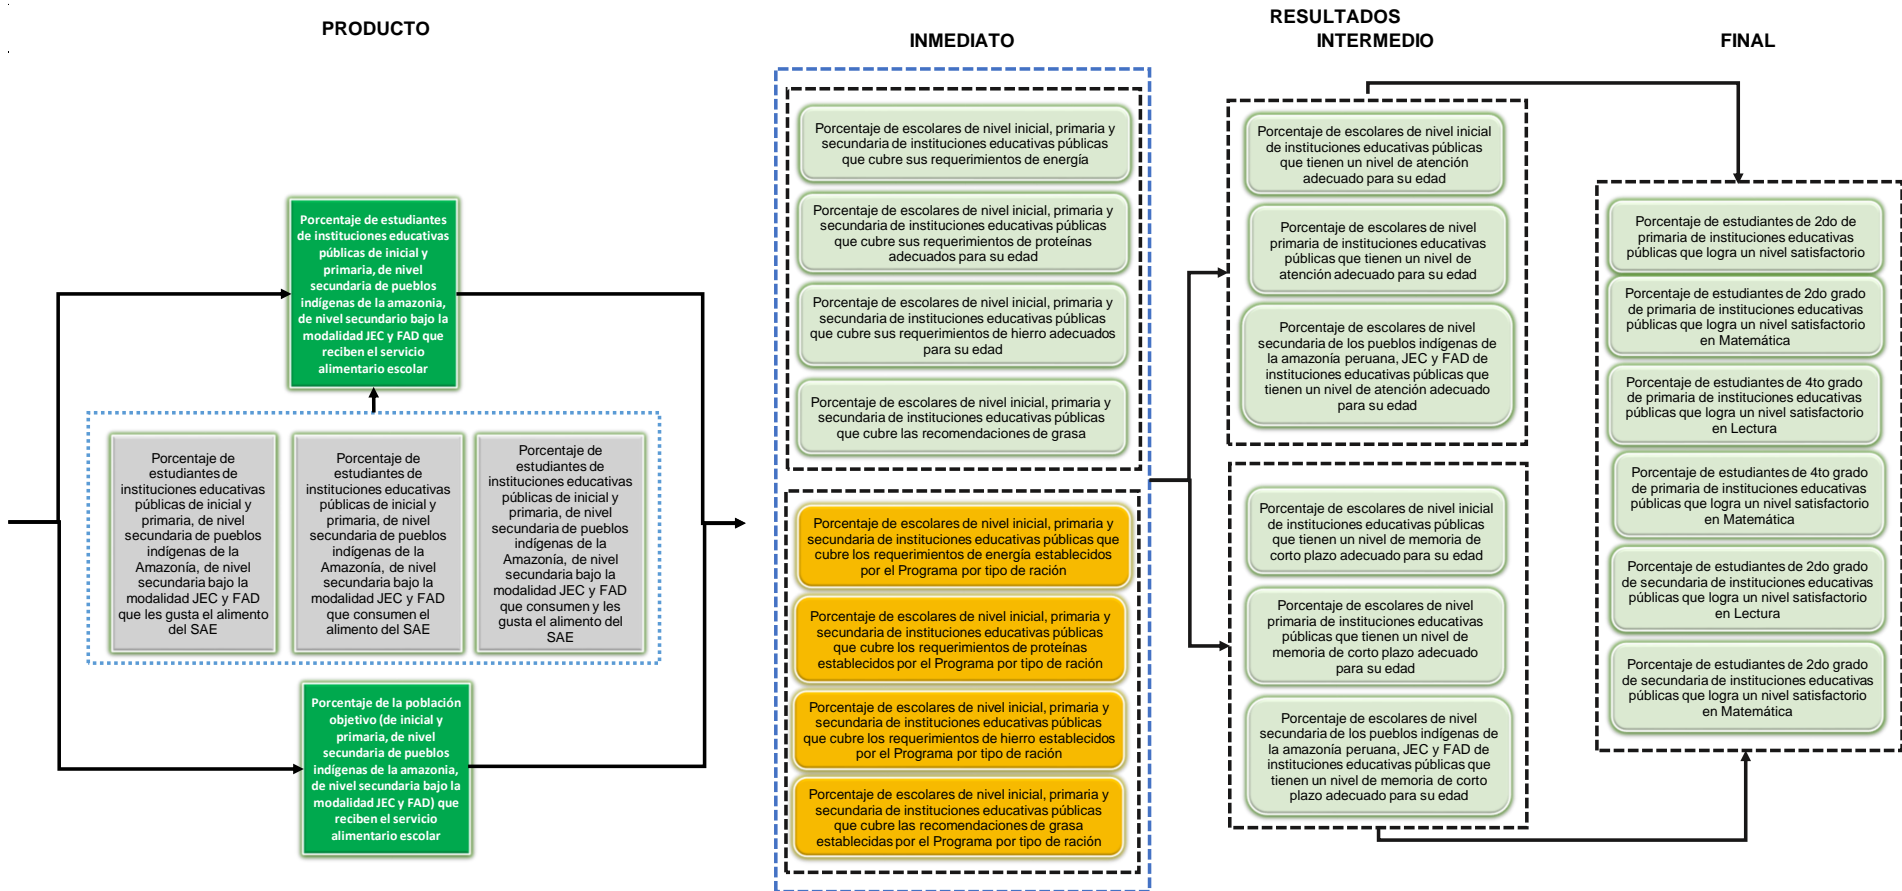 PRODUCTO
RESULTADOS
INMEDIATO
INTERMEDIO
FINAL
Porcentaje de estudiantes
de instituciones educativas
públicas de inicial y
primaria, de nivel
secundaria de pueblos
indígenas de la amazonia,
de nivel secundario bajo la
modalidad JEC y FAD que
reciben el servicio
alimentario escolar
Porcentaje de
estudiantes de
instituciones educativas
públicas de inicial y
primaria, de nivel
secundaria de pueblos
indígenas de la
Amazonía, de nivel
secundaria bajo la
modalidad JEC y FAD
que les gusta el alimento
del SAE
Porcentaje de
estudiantes de
instituciones educativas
públicas de inicial y
primaria, de nivel
secundaria de pueblos
indígenas de la
Amazonía, de nivel
secundaria bajo la
modalidad JEC y FAD
que consumen el
alimento del SAE
Porcentaje de
estudiantes de
instituciones educativas
públicas de inicial y
primaria, de nivel
secundaria de pueblos
indígenas de la
Amazonía, de nivel
secundaria bajo la
modalidad JEC y FAD
que consumen y les
gusta el alimento del
SAE
Porcentaje de la población
objetivo (de inicial y
primaria, de nivel
secundaria de pueblos
indígenas de la amazonia,
de nivel secundaria bajo la
modalidad JEC y FAD) que
reciben el servicio
alimentario escolar
Porcentaje de escolares de nivel inicial, primaria y
secundaria de instituciones educativas públicas
que cubre sus requerimientos de energía
Porcentaje de escolares de nivel inicial, primaria y
secundaria de instituciones educativas públicas
que cubre sus requerimientos de proteínas
adecuados para su edad
Porcentaje de escolares de nivel inicial, primaria y
secundaria de instituciones educativas públicas
que cubre sus requerimientos de hierro adecuados
para su edad
Porcentaje de escolares de nivel inicial, primaria y
secundaria de instituciones educativas públicas
que cubre las recomendaciones de grasa
Porcentaje de escolares de nivel inicial, primaria y
secundaria de instituciones educativas públicas que
cubre los requerimientos de energía establecidos
por el Programa por tipo de ración
Porcentaje de escolares de nivel inicial, primaria y
secundaria de instituciones educativas públicas
que cubre los requerimientos de proteínas
establecidos por el Programa por tipo de ración
Porcentaje de escolares de nivel inicial, primaria y
secundaria de instituciones educativas públicas
que cubre los requerimientos de hierro establecidos
por el Programa por tipo de ración
Porcentaje de escolares de nivel inicial, primaria y
secundaria de instituciones educativas públicas
que cubre las recomendaciones de grasa
establecidas por el Programa por tipo de ración
Porcentaje de escolares de nivel inicial
de instituciones educativas públicas
que tienen un nivel de atención
adecuado para su edad
Porcentaje de escolares de nivel
primaria de instituciones educativas
públicas que tienen un nivel de
atención adecuado para su edad
Porcentaje de escolares de nivel
secundaria de los pueblos indígenas de
la amazonía peruana, JEC y FAD de
instituciones educativas públicas que
tienen un nivel de atención adecuado
para su edad
Porcentaje de escolares de nivel inicial
de instituciones educativas públicas
que tienen un nivel de memoria de
corto plazo adecuado para su edad
Porcentaje de escolares de nivel
primaria de instituciones educativas
públicas que tienen un nivel de
memoria de corto plazo adecuado
para su edad
Porcentaje de escolares de nivel
secundaria de los pueblos indígenas de
la amazonía peruana, JEC y FAD de
instituciones educativas públicas que
tienen un nivel de memoria de corto
plazo adecuado para su edad
Porcentaje de estudiantes de 2do de
primaria de instituciones educativas
públicas que logra un nivel satisfactorio
Porcentaje de estudiantes de 2do grado
de primaria de instituciones educativas
públicas que logra un nivel satisfactorio
en Matemática
Porcentaje de estudiantes de 4to grado
de primaria de instituciones educativas
públicas que logra un nivel satisfactorio
en Lectura
Porcentaje de estudiantes de 4to grado
de primaria de instituciones educativas
públicas que logra un nivel satisfactorio
en Matemática
Porcentaje de estudiantes de 2do grado
de secundaria de instituciones educativas
públicas que logra un nivel satisfactorio
en Lectura
Porcentaje de estudiantes de 2do grado
de secundaria de instituciones educativas
públicas que logra un nivel satisfactorio
en Matemática